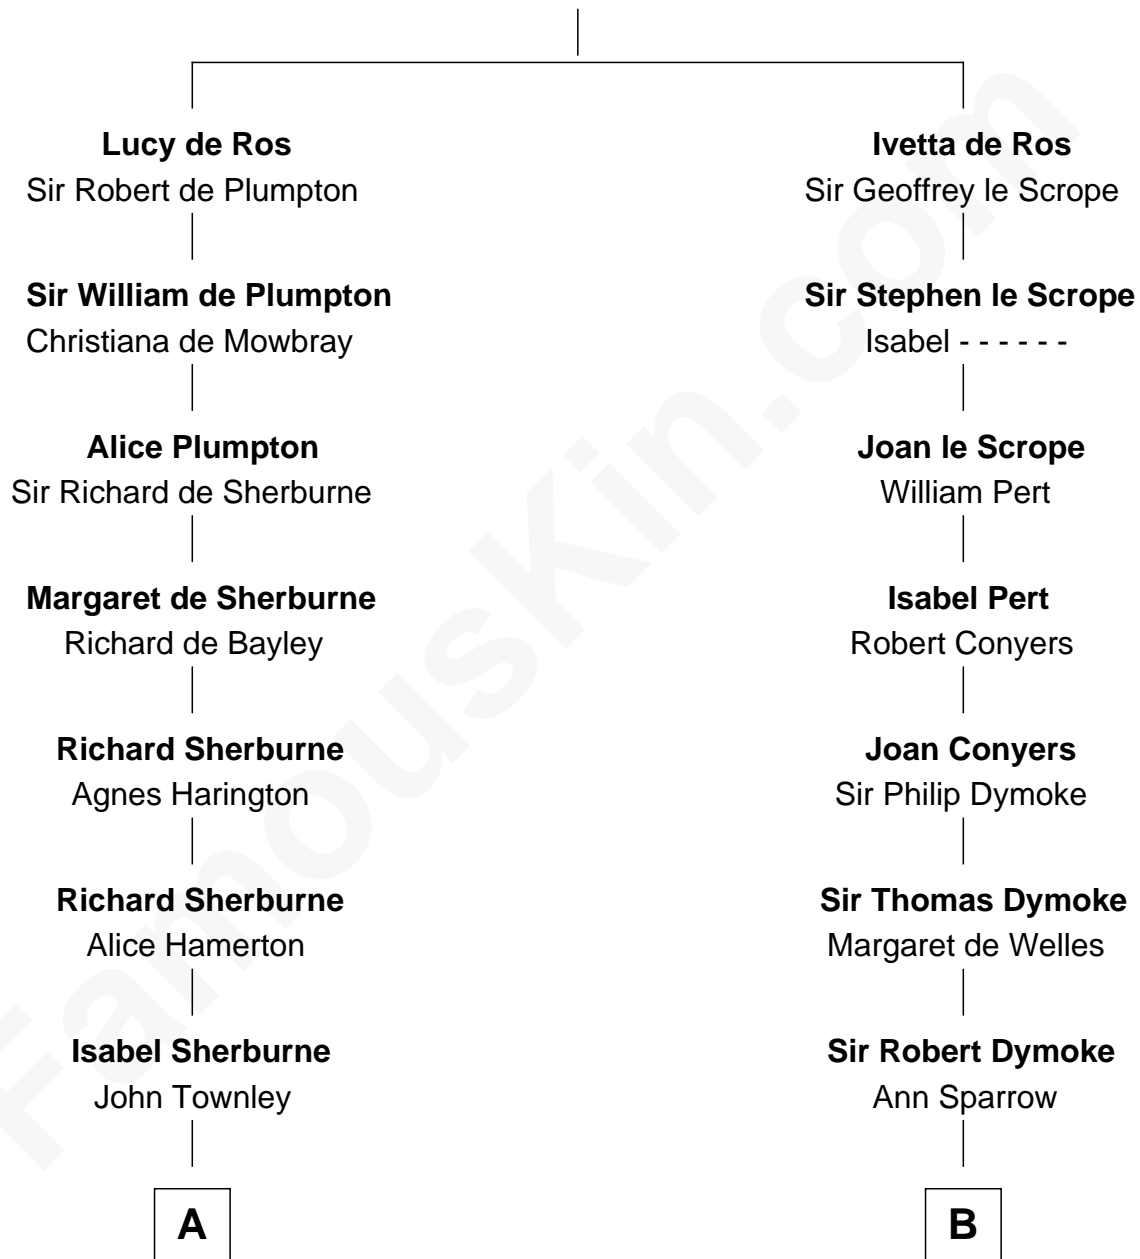 Lucy de Ros
Sir Robert de Plumpton
Sir William de Plumpton
Christiana de Mowbray
Alice Plumpton
Sir Richard de Sherburne
Margaret de Sherburne
Richard de Bayley
Richard Sherburne
Agnes Harington
Richard Sherburne
Alice Hamerton
Isabel Sherburne
John Townley
A
Ivetta de Ros
Sir Geoffrey le Scrope
Sir Stephen le Scrope
Isabel - - - - - -
Joan le Scrope
William Pert
Isabel Pert
Robert Conyers
Joan Conyers
Sir Philip Dymoke
Sir Thomas Dymoke
Margaret de Welles
Sir Robert Dymoke
Ann Sparrow
B
FamousKin.com